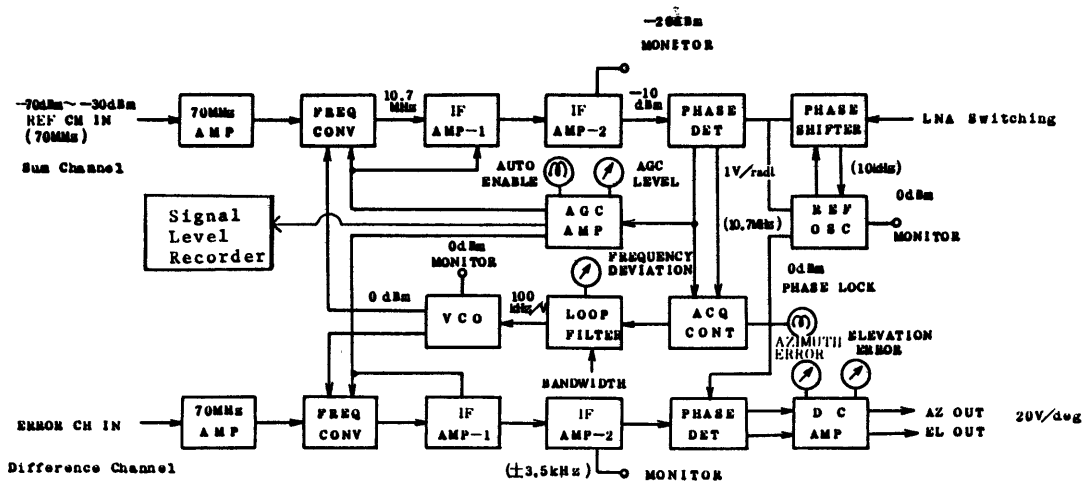 −20dBm
MONITOR
−70dBm ~ −30dBm
REF CH IN
(70MHz)
Sum Channel
70MHz
AMP
FREQ
CONV
10.7
MHz
IF
AMP-1
IF
AMP-2
−10
dBm
PHASE
DET
PHASE
SHIFTER
LNA Switching
AUTO
ENABLE
AGC
LEVEL
1V/radi
(10kHz)
Signal
Level
Recorder
AGC
AMP
(10.7MHz)
REF
OSC
0dBm
MONITOR
0dBm
MONITOR
FREQUENCY
DEVIATION
0dBm
PHASE LOCK
0 dBm
VCO
100
kHz/V
LOOP
FILTER
ACQ
CONT
AZIMUTH
ERROR
ELEVATION
ERROR
BANDWIDTH
ERROR CH IN
70MHz
AMP
FREQ
CONV
IF
AMP-1
IF
AMP-2
PHASE
DET
DC
AMP
AZ OUT
EL OUT
20V/deg
Difference Channel
(±3.5kHz)
MONITOR